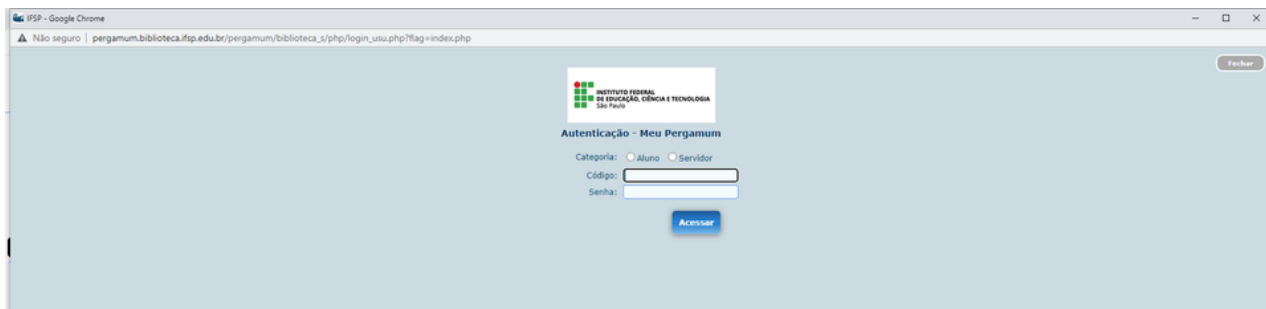 IFSP - Google Chrome
Não seguro | pergamum.biblioteca.ifsp.edu.br/pergamum/biblioteca_s/php/login_usu.php?flag=index.php
Fechar
INSTITUTO FEDERAL
DE EDUCAÇÃO, CIÊNCIA E TECNOLOGIA
São Paulo
Autenticação - Meu Pergamum
Categoria: Aluno Servidor
Código:
Senha:
Acessar